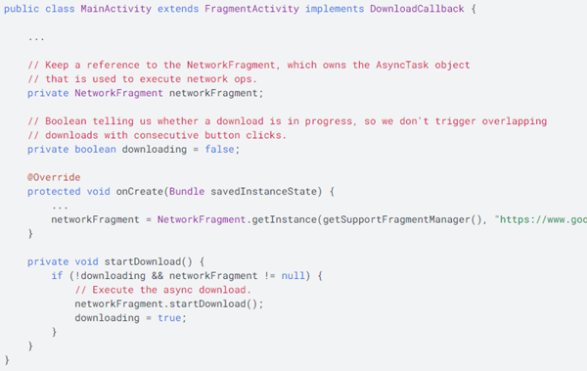 public class MainActivity extends FragmentActivity implements DownloadCallback {
...
// Keep a reference to the NetworkFragment, which owns the AsyncTask object
// that is used to execute network ops.
private NetworkFragment networkFragment;
// Boolean telling us whether a download is in progress, so we don't trigger overlapping
// downloads with consecutive button clicks.
private boolean downloading = false;
@Override
protected void onCreate(Bundle savedInstanceState) {
...
networkFragment = NetworkFragment.getInstance(getSupportFragmentManager(), "https://www.goo
}
private void startDownload() {
if (!downloading && networkFragment != null) {
// Execute the async download.
networkFragment.startDownload();
downloading = true;
}
}
}